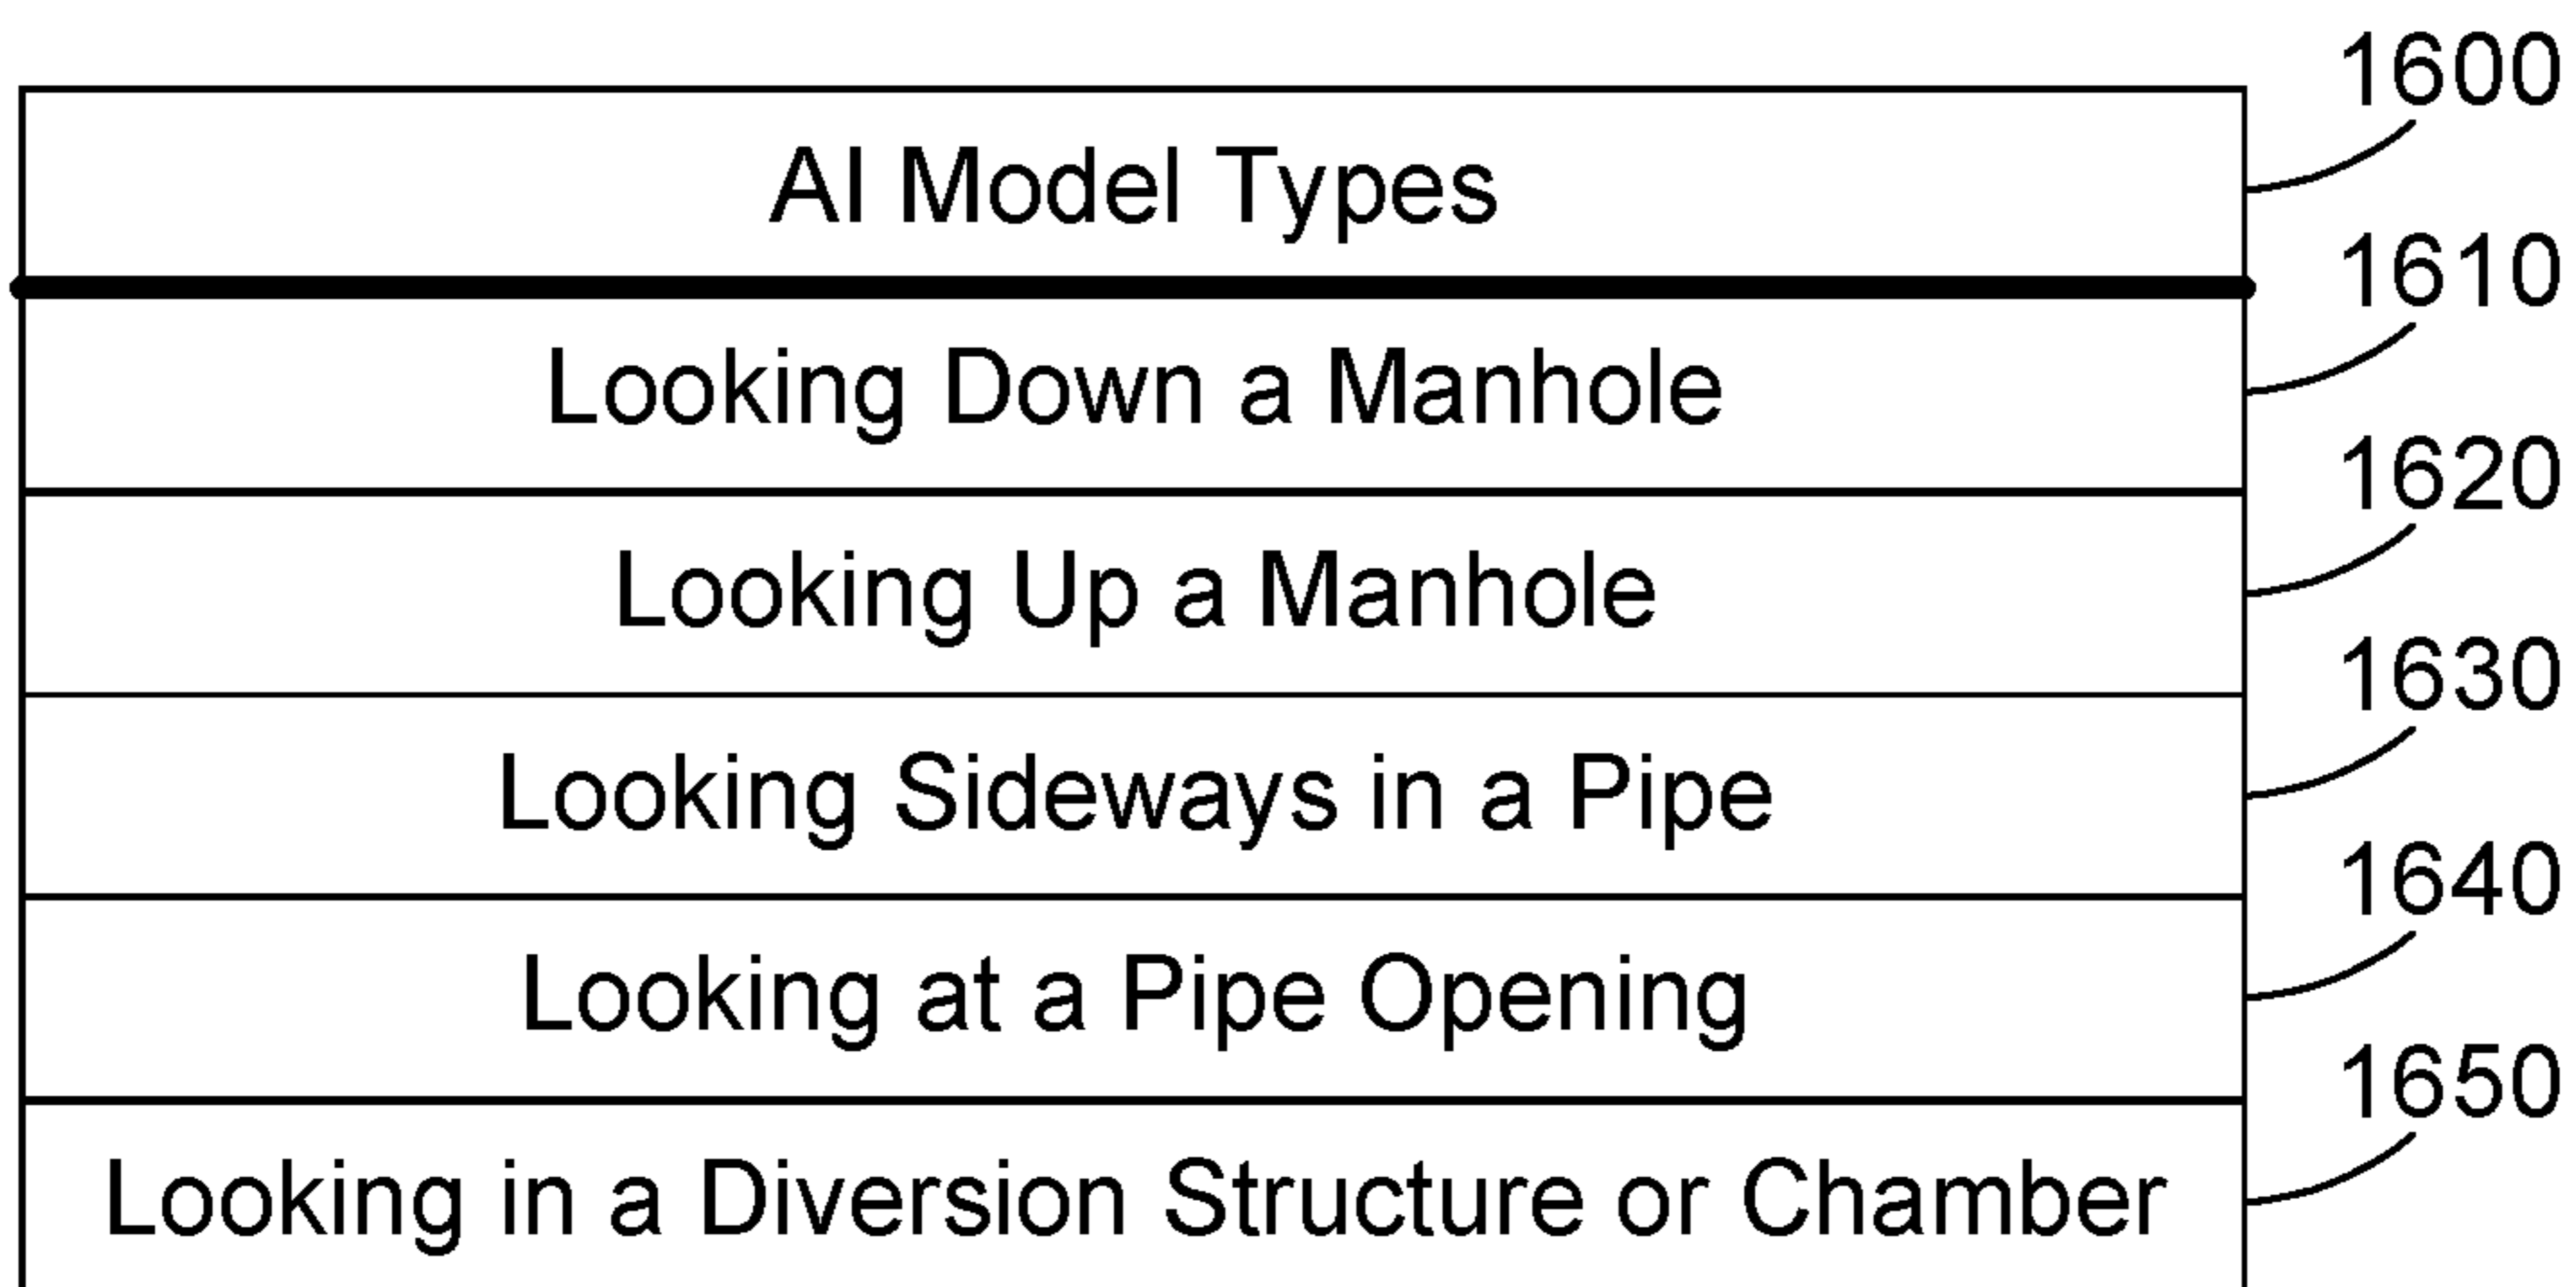 1600
AI Model Types
1610
Looking Down a Manhole
1620
Looking Up a Manhole
1630
Looking Sideways in a Pipe
1640
Looking at a Pipe Opening
1650
Looking in a Diversion Structure or Chamber